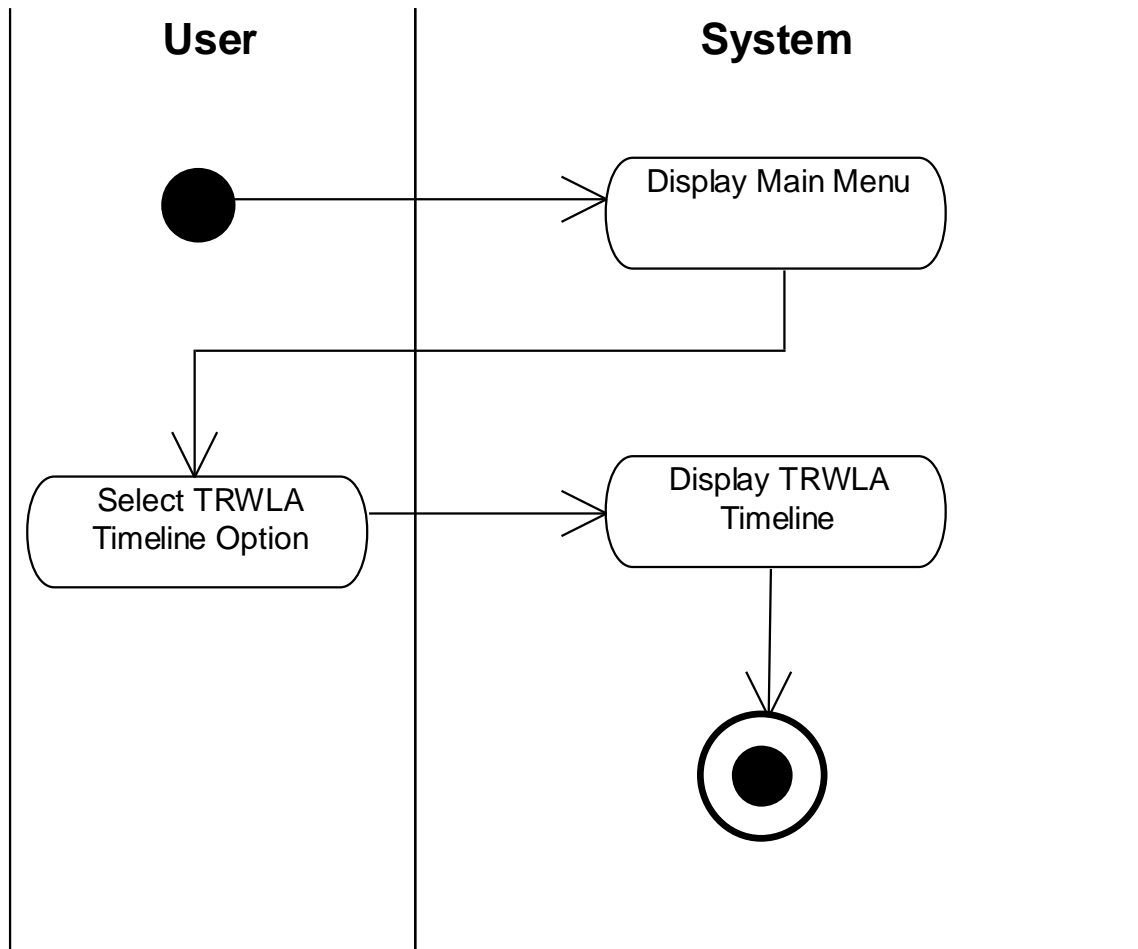 User
System
Display Main Menu
Select TRWLA
Timeline Option
Display TRWLA
Timeline